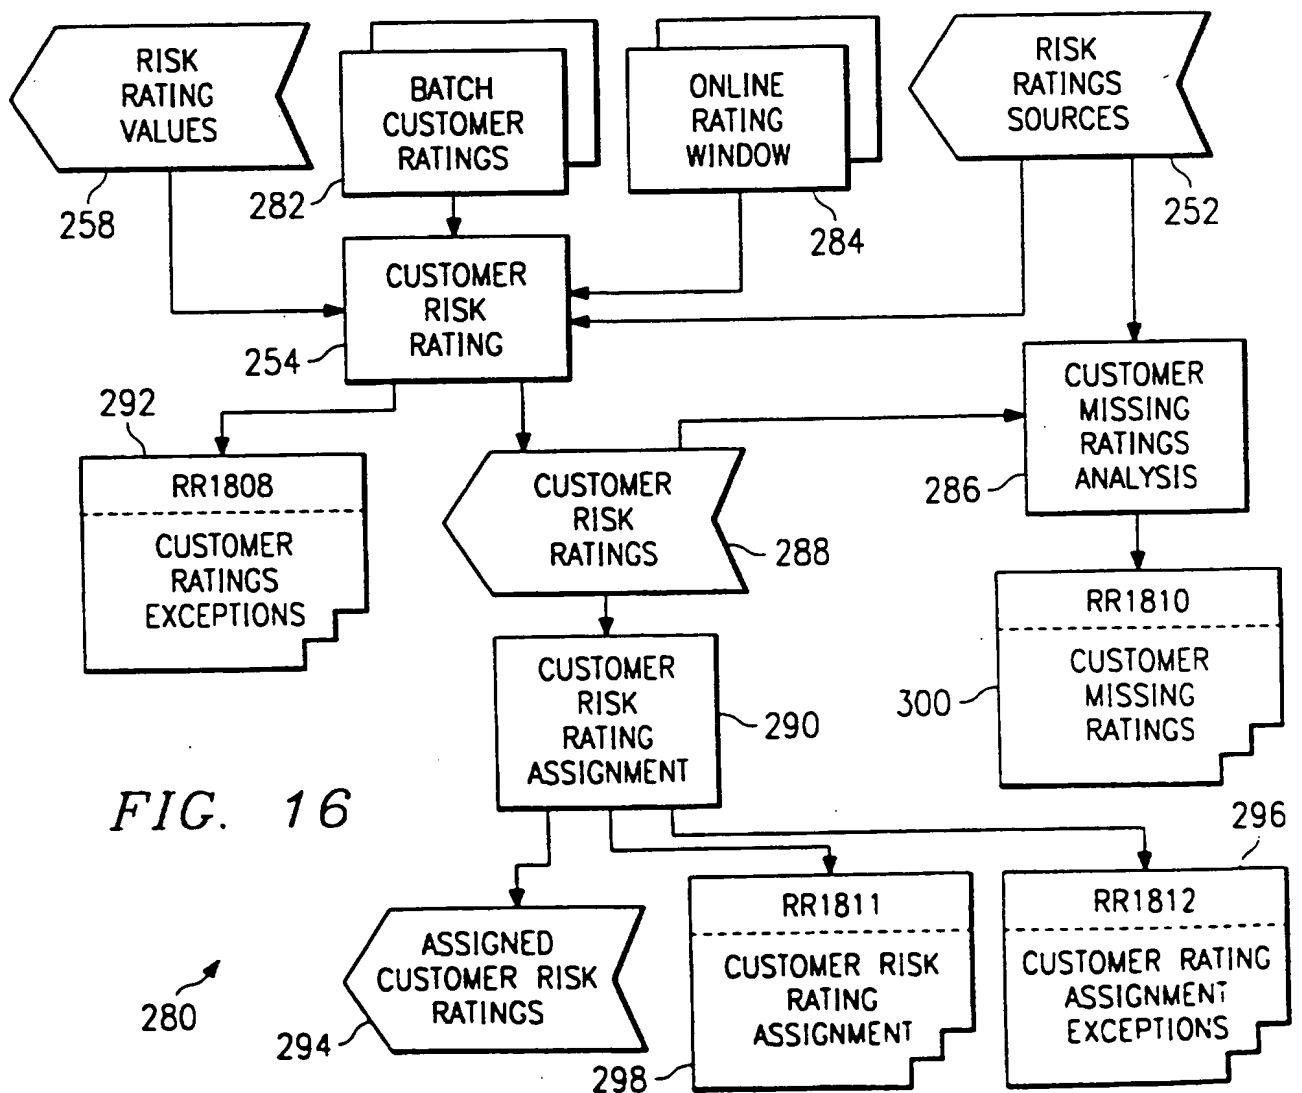 RISK
RATING
VALUES
258
BATCH
CUSTOMER
RATINGS
282
ONLINE
RATING
WINDOW
284
RISK
RATINGS
SOURCES
252
CUSTOMER
RISK
RATING
254
CUSTOMER
MISSING
RATINGS
ANALYSIS
286
292
RR1808
CUSTOMER
RATINGS
EXCEPTIONS
CUSTOMER
RISK
RATINGS
288
RR1810
CUSTOMER
MISSING
RATINGS
300
CUSTOMER
RISK
RATING
ASSIGNMENT
290
FIG. 16
280
ASSIGNED
CUSTOMER RISK
RATINGS
294
RR1811
CUSTOMER RISK
RATING
ASSIGNMENT
298
296
RR1812
CUSTOMER RATING
ASSIGNMENT
EXCEPTIONS